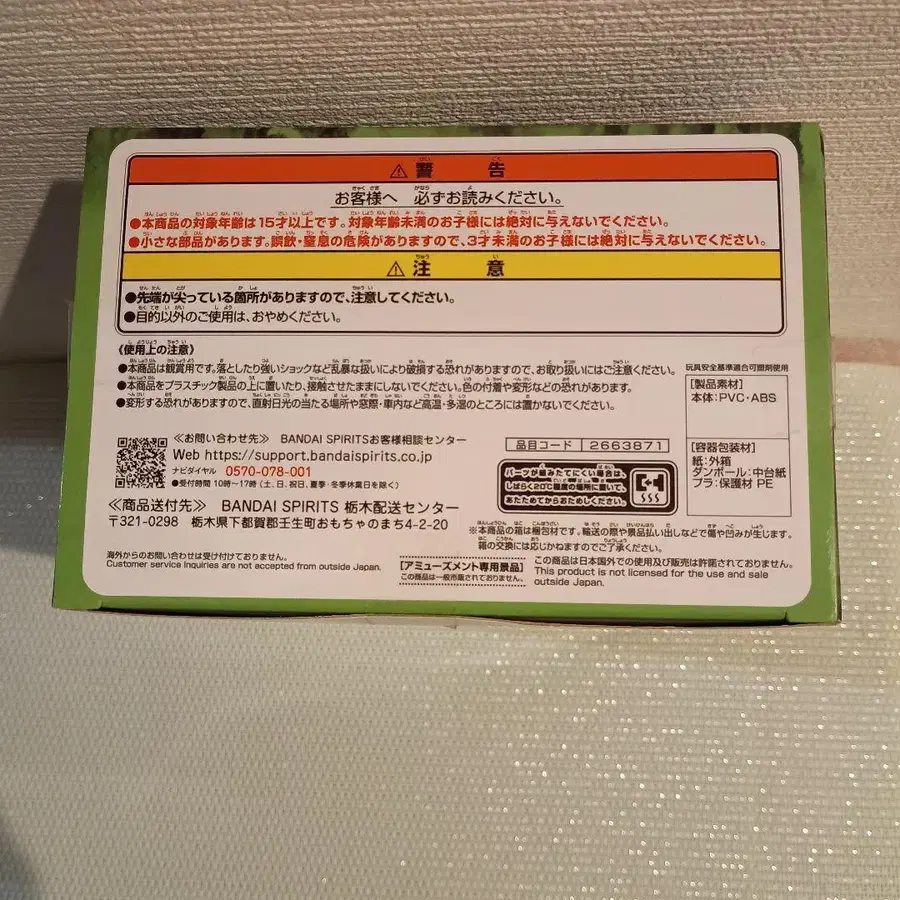 ⚠警告
お客様へ 必ずお読みください。
●本商品の対象年齢は15才以上です。対象年齢未満のお子様には絶対に与えないでください。
●小さな部品があります。誤飲・窒息の危険がありますので、3才未満のお子様には絶対に与えないでください。
⚠注意
●先端が尖っている箇所がありますので、注意してください。
●目的以外のご使用は、おやめください。
《使用上の注意》
●本商品は観賞用です。落としたり強いショックなど乱暴な扱いにより破損する恐れがありますので、お取り扱いにはご注意ください。
●本商品をプラスチック製品の上に置いたり、接触させたままにしないでください。色の付着や変形などの恐れがあります。
●変形する恐れがありますので、直射日光の当たる場所や窓際・車内など高温・多湿のところには置かないでください。
玩具安全基準適合可塑剤使用
[製品素材]
本体:PVC・ABS
[容器包装材]
紙:外箱
ダンボール:中台紙
プラ:保護材 PE
≪お問い合わせ先≫ BANDAI SPIRITSお客様相談センター
Web https://support.bandaispirits.co.jp
ナビダイヤル 0570-078-001
●受付時間 10時～17時(土、日、祝日、夏季・冬季休業日を除く)
品目コード 2663871
パーツが組みたてにくい場合は、
しばらく20℃程度の場所に置いて、
あたためてからおためしください。
≪商品送付先≫ BANDAI SPIRITS 栃木配送センター
〒321-0298 栃木県下都賀郡壬生町おもちゃのまち4-2-20
※本商品の箱は梱包材です。輸送の際や景品払い出しなどで傷や凹みが生じます。
箱の交換には応じかねますのでご了承ください。
海外からのお問い合わせは受け付けておりません。
Customer service Inquiries are not accepted from outside Japan.
[アミューズメント専用景品]
この商品は一般市販されておりません。
この商品は日本国外での使用及び販売は許諾されておりません。
This product is not licensed for the use and sale
outside Japan.